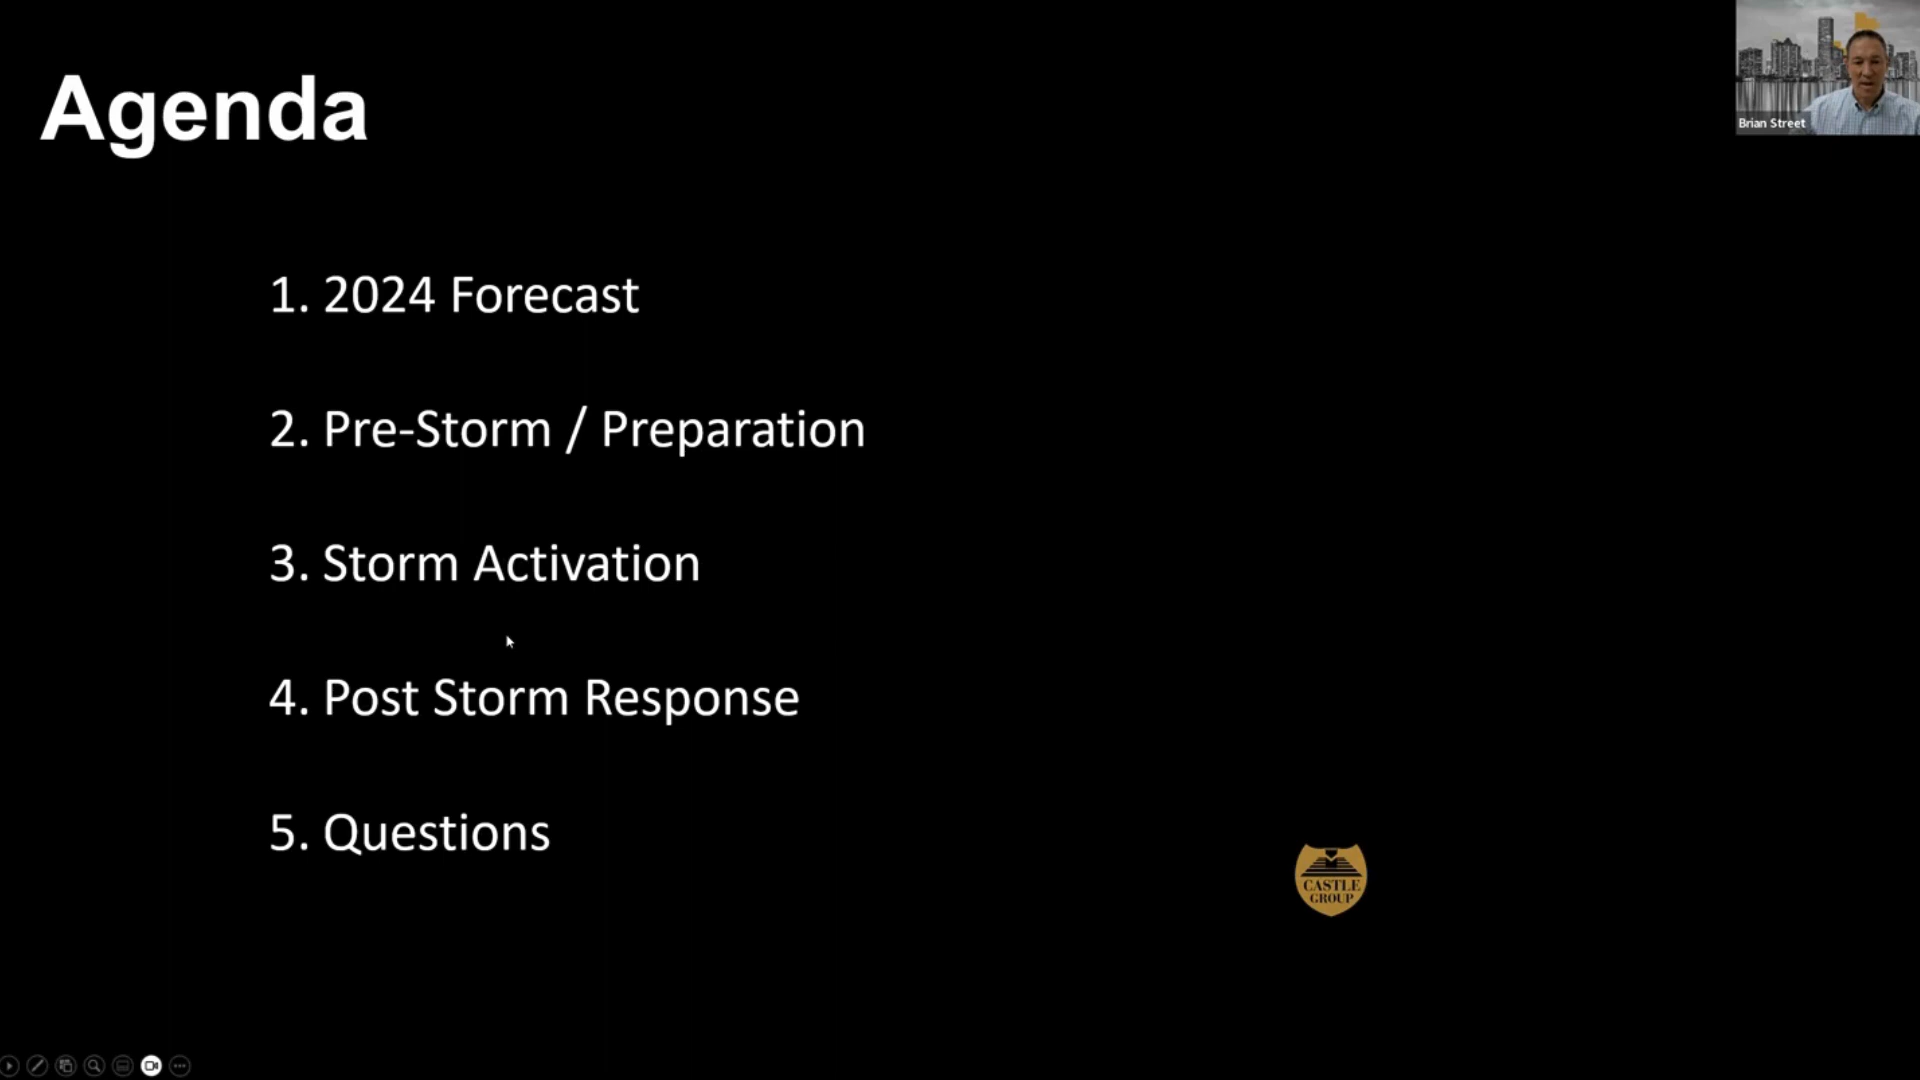 Agenda
Brian Street
1. 2024 Forecast
2. Pre-Storm / Preparation
3. Storm Activation
4. Post Storm Response
5. Questions
CASTLE
GROUP